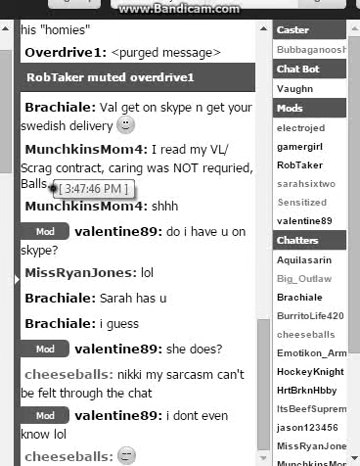 www.Bandicam.com
his "homies"
Overdrive1: <purged message>
RobTaker muted overdrive1
Brachiale: Val get on skype n get your
swedish delivery
MunchkinsMom4: I read my VL/
Scrag contract, caring was NOT requried,
Balls.
[ 3:47:46 PM ]
MunchkinsMom4: shhh
Mod valentine89: do i have u on
skype?
MissRyanJones: lol
Brachiale: Sarah has u
Brachiale: i guess
Mod valentine89: she does?
cheeseballs: nikki my sarcasm can't
be felt through the chat
Mod valentine89: i dont even
know lol
cheeseballs:
Caster
Bubbaganoosh
Chat Bot
Vaughn
Mods
electrojed
gamergirl
RobTaker
sarahsixtwo
Sensitized
valentine89
Chatters
Aquilasarin
Big_Outlaw
Brachiale
BurritoLife420
cheeseballs
Emotikon_Arm
HockeyKnight
HrtBrknHbby
ItsBeefSuprem
jason123456
MissRyanJone
MunchkinsMom